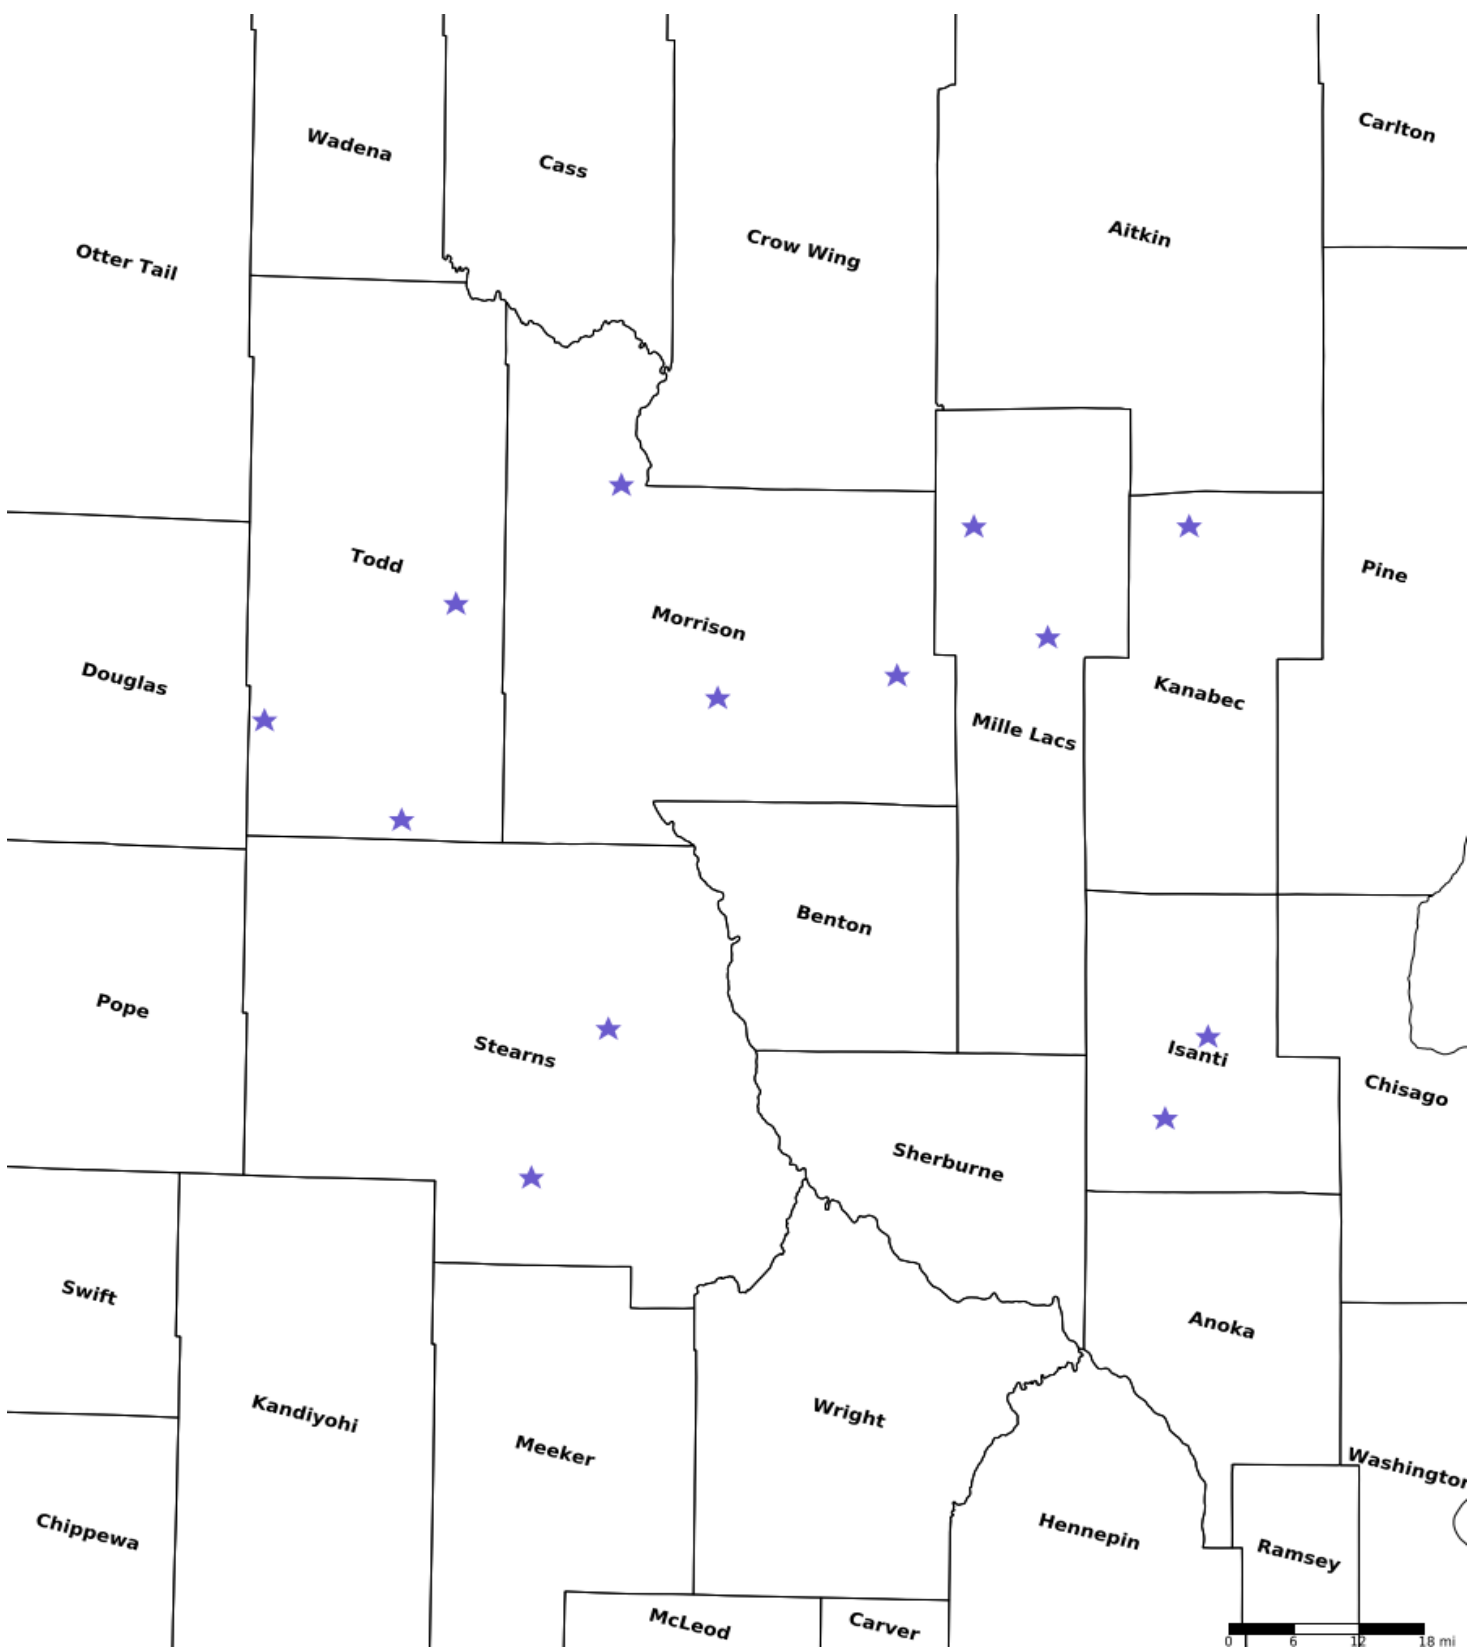 Carlton
Wadena
Cass
Aitkin
Crow Wing
Otter Tail
Todd
Pine
Morrison
Douglas
Kanabec
Mille Lacs
Benton
Pope
Stearns
Isanti
Chisago
Sherburne
Swift
Anoka
Kandiyohi
Wright
Meeker
Washington
Chippewa
Hennepin
Ramsey
McLeod
Carver
0 6 12 18 mi